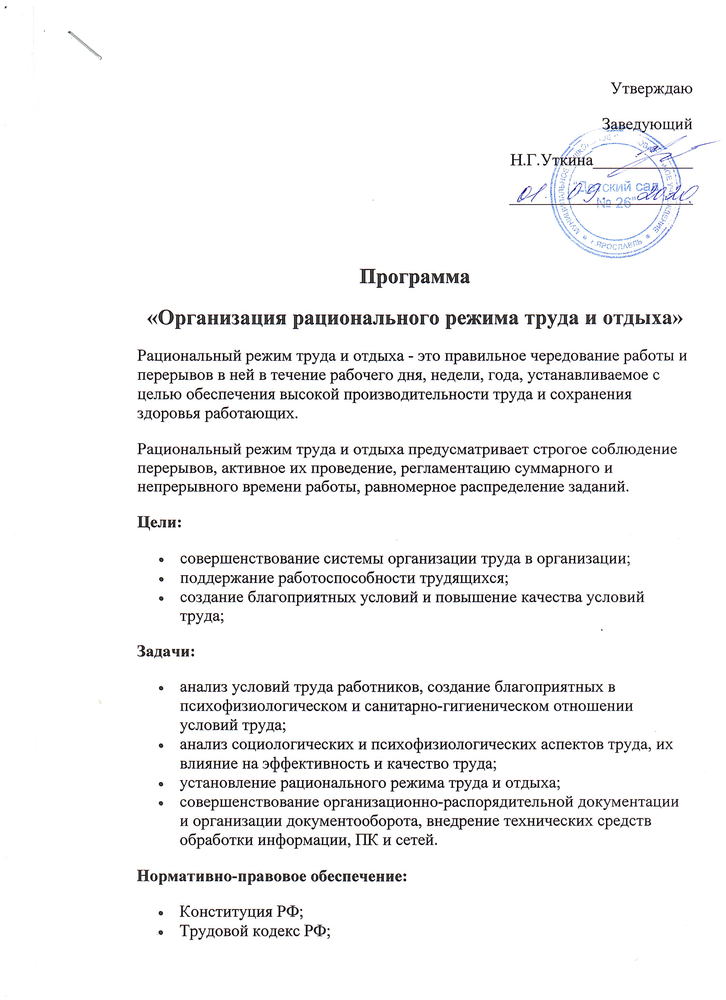 Утверждаю
Заведующий
Н.Г.Уткина____________
01. 09. 2020.
"Детский сад
№ 26"
МУНИЦИПАЛЬНОЕ
г.ЯРОСЛАВЛЬ
Программа
«Организация рационального режима труда и отдыха»
Рациональный режим труда и отдыха - это правильное чередование работы и
перерывов в ней в течение рабочего дня, недели, года, устанавливаемое с
целью обеспечения высокой производительности труда и сохранения
здоровья работающих.
Рациональный режим труда и отдыха предусматривает строгое соблюдение
перерывов, активное их проведение, регламентацию суммарного и
непрерывного времени работы, равномерное распределение заданий.
Цели:
• совершенствование системы организации труда в организации;
• поддержание работоспособности трудящихся;
• создание благоприятных условий и повышение качества условий
труда;
Задачи:
• анализ условий труда работников, создание благоприятных в
психофизиологическом и санитарно-гигиеническом отношении
условий труда;
• анализ социологических и психофизиологических аспектов труда, их
влияние на эффективность и качество труда;
• установление рационального режима труда и отдыха;
• совершенствование организационно-распорядительной документации
и организации документооборота, внедрение технических средств
обработки информации, ПК и сетей.
Нормативно-правовое обеспечение:
• Конституция РФ;
• Трудовой кодекс РФ;